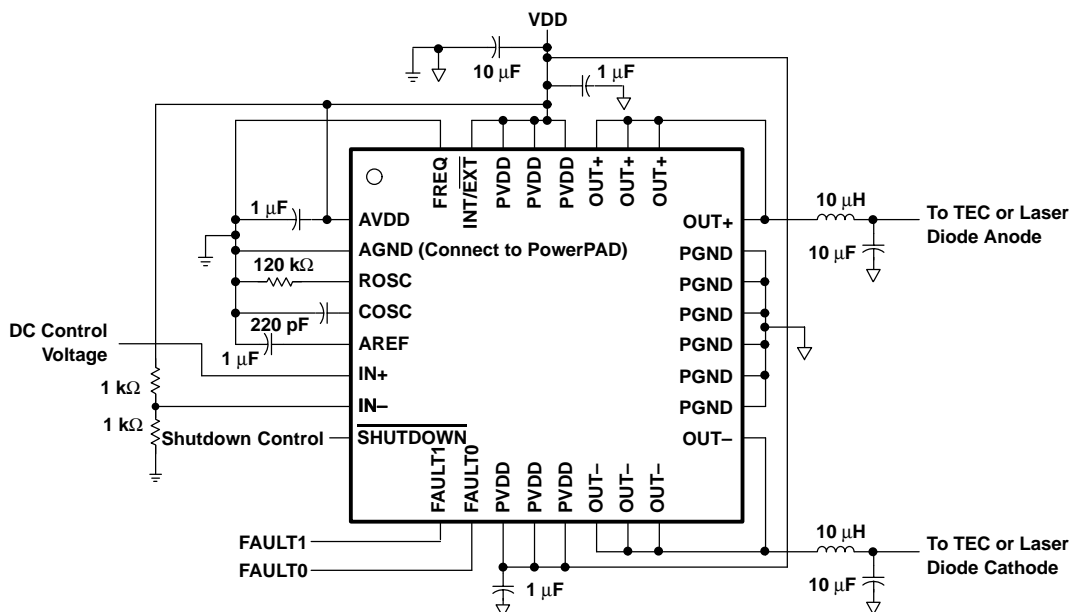 VDD
10 μF
1 μF
FREQ
INT/EXT
PVDD
PVDD
PVDD
OUT+
OUT+
OUT+
1 μF
AVDD
AGND (Connect to PowerPAD)
120 kΩ
ROSC
COSC
220 pF
AREF
1 μF
DC Control
Voltage
IN+
1 kΩ
IN–
1 kΩ
Shutdown Control
SHUTDOWN
OUT+
PGND
PGND
PGND
PGND
PGND
PGND
OUT–
10 μH
To TEC or Laser
Diode Anode
10 μF
FAULT1
FAULT0
PVDD
PVDD
PVDD
OUT–
OUT–
OUT–
FAULT1
FAULT0
1 μF
10 μH
To TEC or Laser
Diode Cathode
10 μF